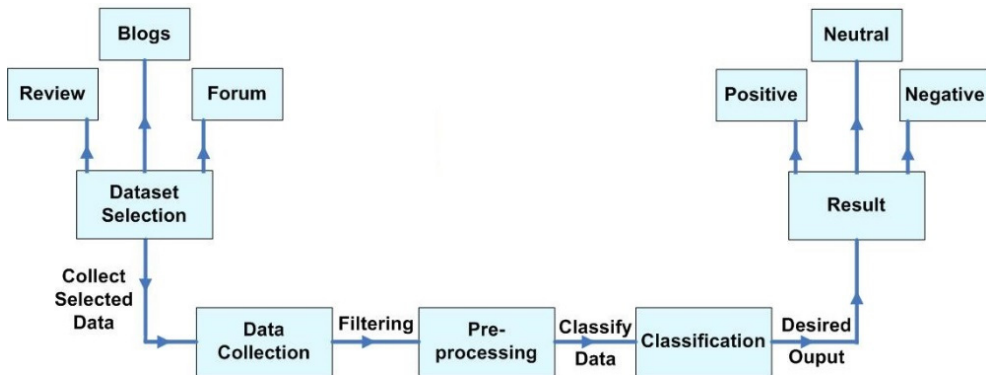 Blogs
Neutral
Review
Forum
Positive
Negative
Dataset
Selection
Result
Collect
Selected
Data
Data
Collection
Filtering
Pre-
processing
Classify
Data
Classification
Desired
Ouput